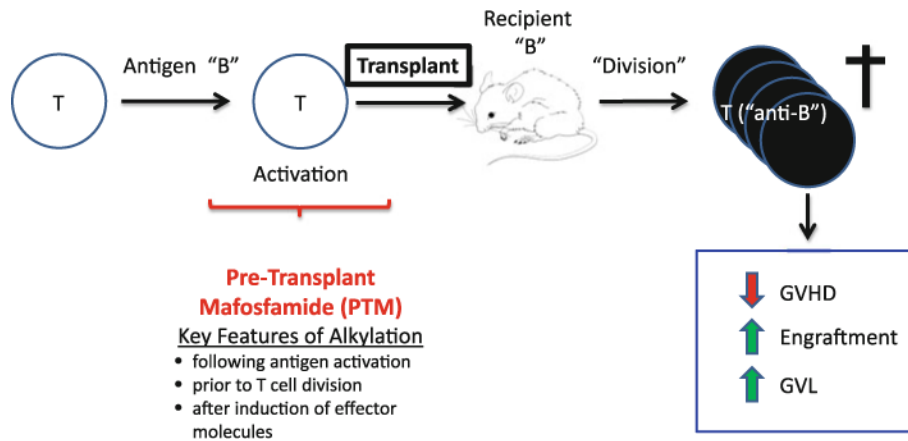 T
Antigen "B"
T
Activation
Transplant
Recipient
"B"
"Division"
T ("anti-B")
Pre-Transplant
Mafosfamide (PTM)
Key Features of Alkylation
• following antigen activation
• prior to T cell division
• after induction of effector
molecules
GVHD
Engraftment
GVL